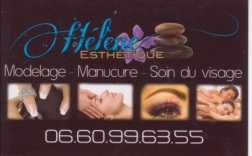 Hélène
ESTHÉTIQUE
Modelage - Manucure - Soin du visage
06.60.99.63.55